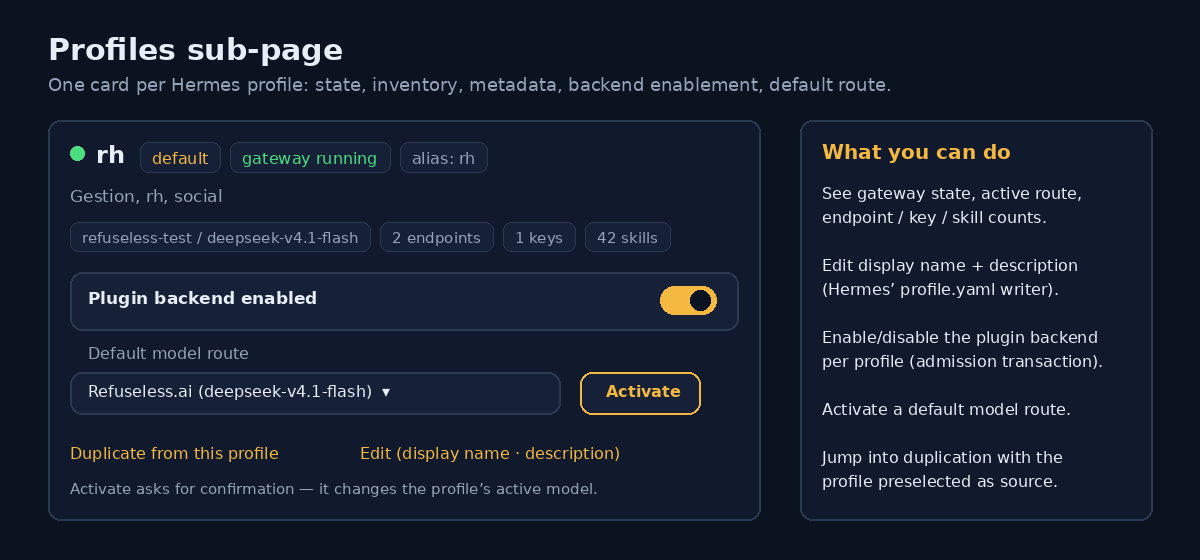 Profiles sub-page
One card per Hermes profile: state, inventory, metadata, backend enablement, default route.
rh default gateway running alias: rh
Gestion, rh, social
refuseless-test / deepseek-v4.1-flash 2 endpoints 1 keys 42 skills
Plugin backend enabled
Default model route
Refuseless.ai (deepseek-v4.1-flash) ▾ Activate
Duplicate from this profile Edit (display name · description)
Activate asks for confirmation — it changes the profile’s active model.
What you can do
See gateway state, active route,
endpoint / key / skill counts.
Edit display name + description
(Hermes’ profile.yaml writer).
Enable/disable the plugin backend
per profile (admission transaction).
Activate a default model route.
Jump into duplication with the
profile preselected as source.